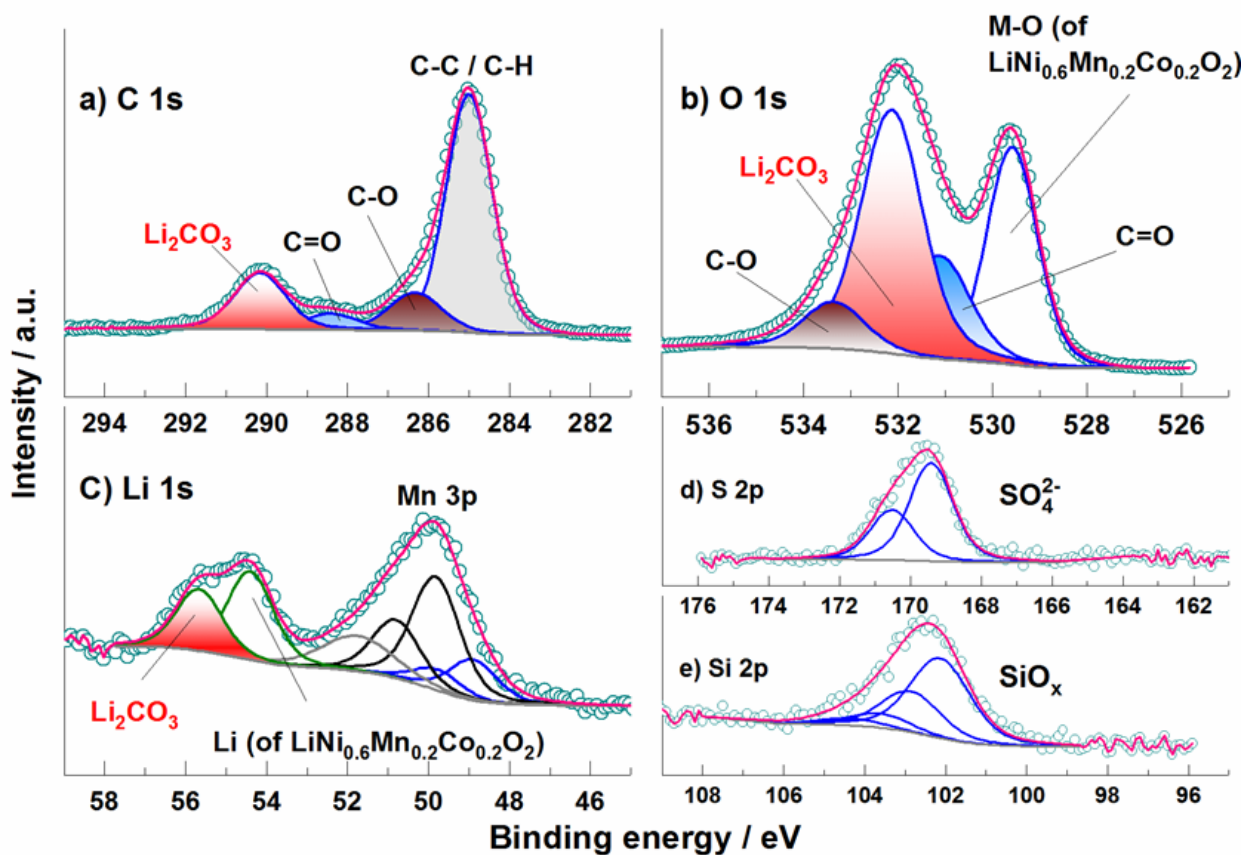 a) C 1s
C-C / C-H
C-O
C=O
Li₂CO₃
294 292 290 288 286 284 282
b) O 1s
M-O (of
LiNi₀.₆Mn₀.₂Co₀.₂O₂)
Li₂CO₃
C-O
C=O
536 534 532 530 528 526
C) Li 1s
Mn 3p
Li₂CO₃
Li (of LiNi₀.₆Mn₀.₂Co₀.₂O₂)
58 56 54 52 50 48 46
d) S 2p
SO₄²⁻
176 174 172 170 168 166 164 162
e) Si 2p
SiOₓ
108 106 104 102 100 98 96
Intensity / a.u.
Binding energy / eV